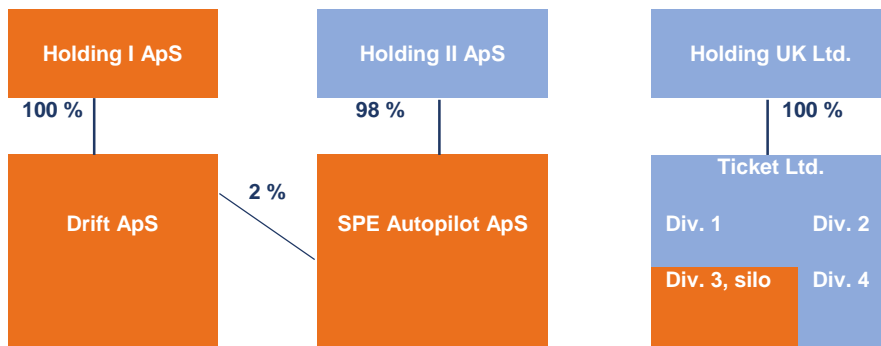 Holding I ApS
Holding II ApS
Holding UK Ltd.
100 %
98 %
100 %
Ticket Ltd.
2 %
Drift ApS
SPE Autopilot ApS
Div. 1
Div. 2
Div. 3, silo
Div. 4